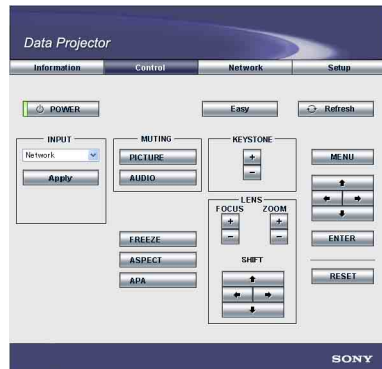 Data Projector
Information Control Network Setup
POWER Easy Refresh
INPUT MUTING KEYSTONE
Network PICTURE + MENU
Apply AUDIO -
LENS
FOCUS ZOOM
+ +
- -
FREEZE ENTER
ASPECT SHIFT
APA RESET
SONY